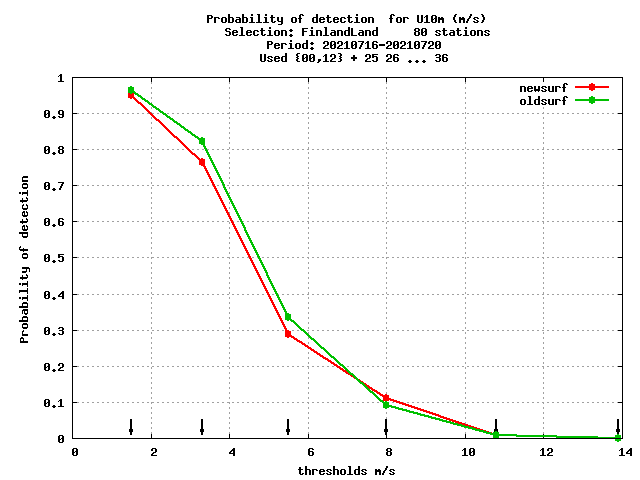 Probability of detection  for U10m (m/s)
Selection: FinlandLand     80 stations
Period: 20210716-20210720
Used {00,12} + 25 26 ... 36
newsurf
oldsurf
Probability of detection
1
0.9
0.8
0.7
0.6
0.5
0.4
0.3
0.2
0.1
0
0 2 4 6 8 10 12 14
thresholds m/s